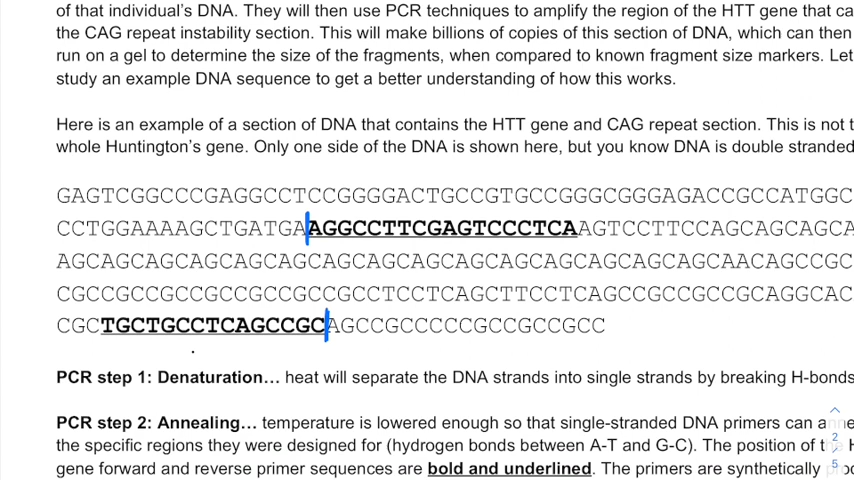 of that individual's DNA. They will then use PCR techniques to amplify the region of the HTT gene that ca
the CAG repeat instability section. This will make billions of copies of this section of DNA, which can then
run on a gel to determine the size of the fragments, when compared to known fragment size markers. Let
study an example DNA sequence to get a better understanding of how this works.
Here is an example of a section of DNA that contains the HTT gene and CAG repeat section. This is not t
whole Huntington's gene. Only one side of the DNA is shown here, but you know DNA is double stranded
GAGTCGGCCCGAGGCCTCCGGGGACTGCCGTGCCGGGCGGGAGACCGCCATGGC
CCTGGAAAAGCTGATGAAGGCCTTCGAGTCCCTCAAGTCCTTCCAGCAGCAGCA
AGCAGCAGCAGCAGCAGCAGCAGCAGCAGCAGCAGCAGCAGCAGCAACAGCCGC
CGCCGCCGCCGCCGCCGCCGCCTCCTCAGCTTCCTCAGCCGCCGCCGCAGGCAC
CGCTGCTGCCTCAGCCGCAGCCGCCCCCGCCGCCGCC
PCR step 1: Denaturation... heat will separate the DNA strands into single strands by breaking H-bonds
PCR step 2: Annealing... temperature is lowered enough so that single-stranded DNA primers can anne
the specific regions they were designed for (hydrogen bonds between A-T and G-C). The position of t H
gene forward and reverse primer sequences are bold and underlined. The primers are synthetically
2
5